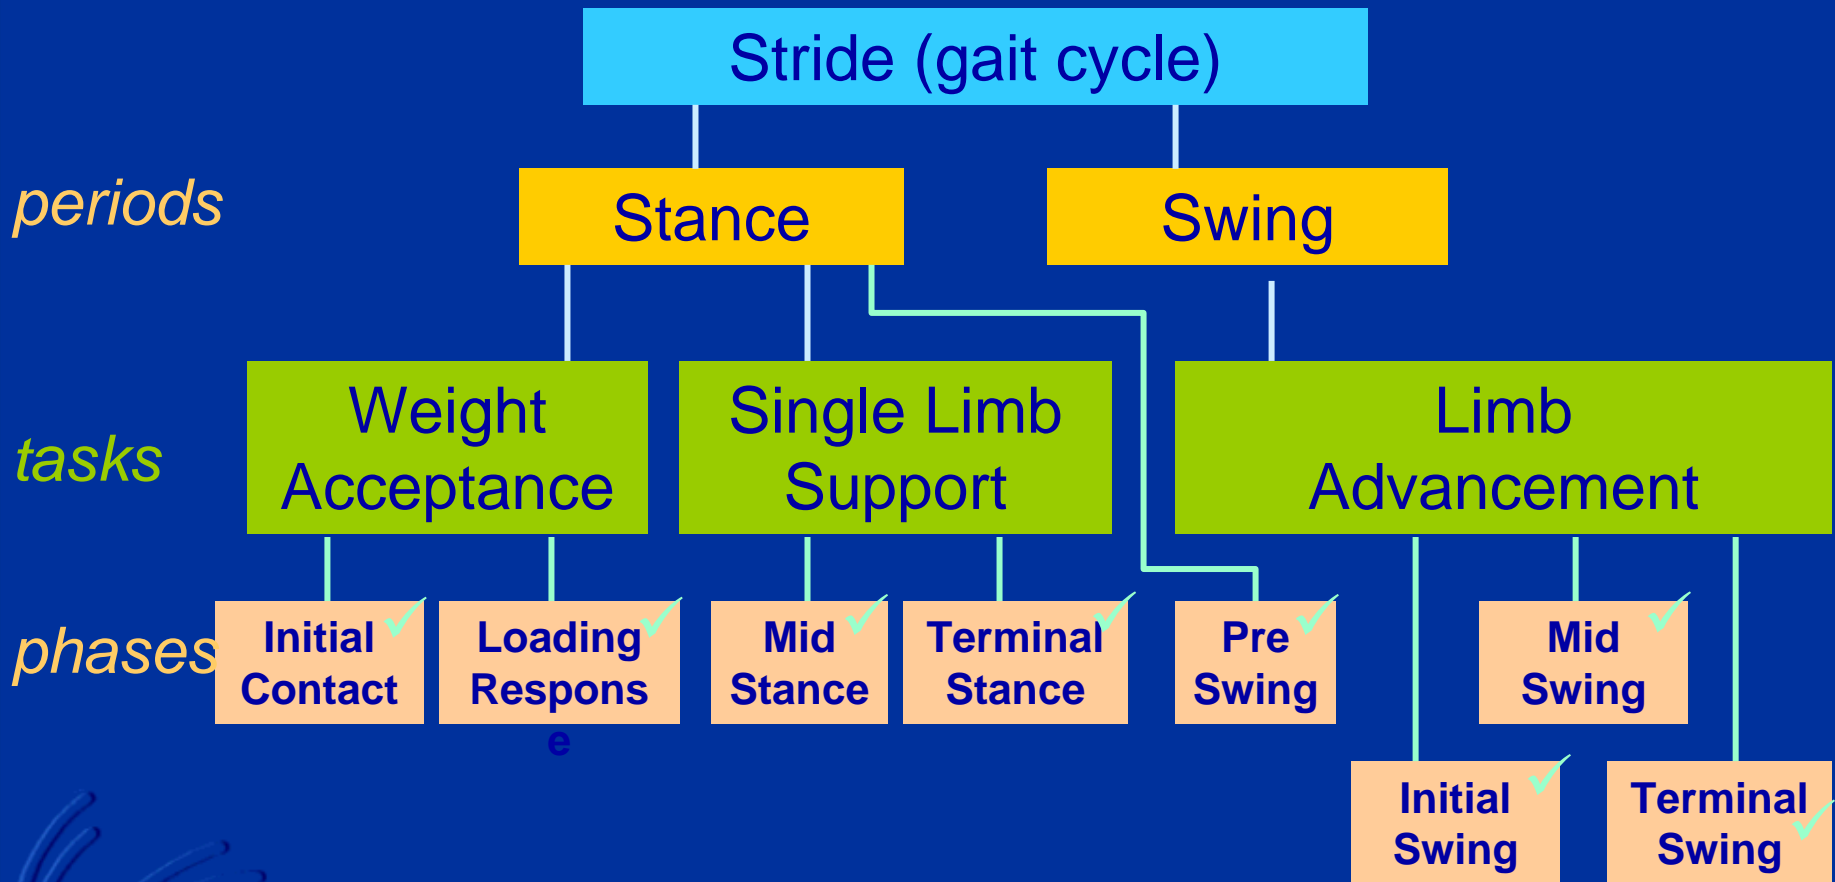 Stride (gait cycle)
periods
Stance
Swing
tasks
Weight
Acceptance
Single Limb
Support
Limb
Advancement
phases
Initial
Contact
Loading
Respons
e
Mid
Stance
Terminal
Stance
Pre
Swing
Mid
Swing
Initial
Swing
Terminal
Swing